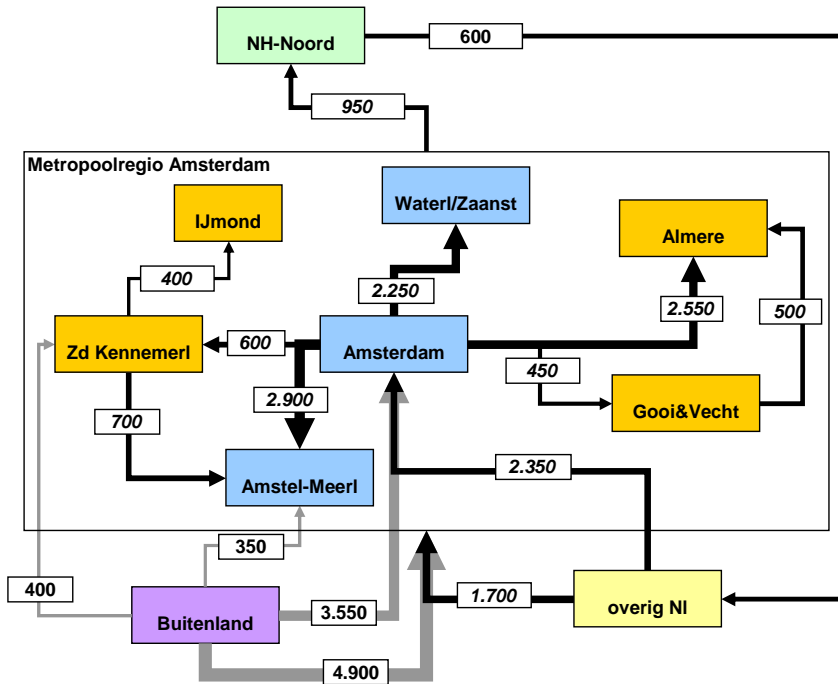 NH-Noord
600
950
Metropoolregio Amsterdam
Waterl/Zaanst
IJmond
Almere
400
2.250
2.550
500
Zd Kennemerl
600
Amsterdam
450
700
2.900
Gooi&Vecht
2.350
Amstel-Meerl
350
400
Buitenland
3.550
1.700
overig Nl
4.900